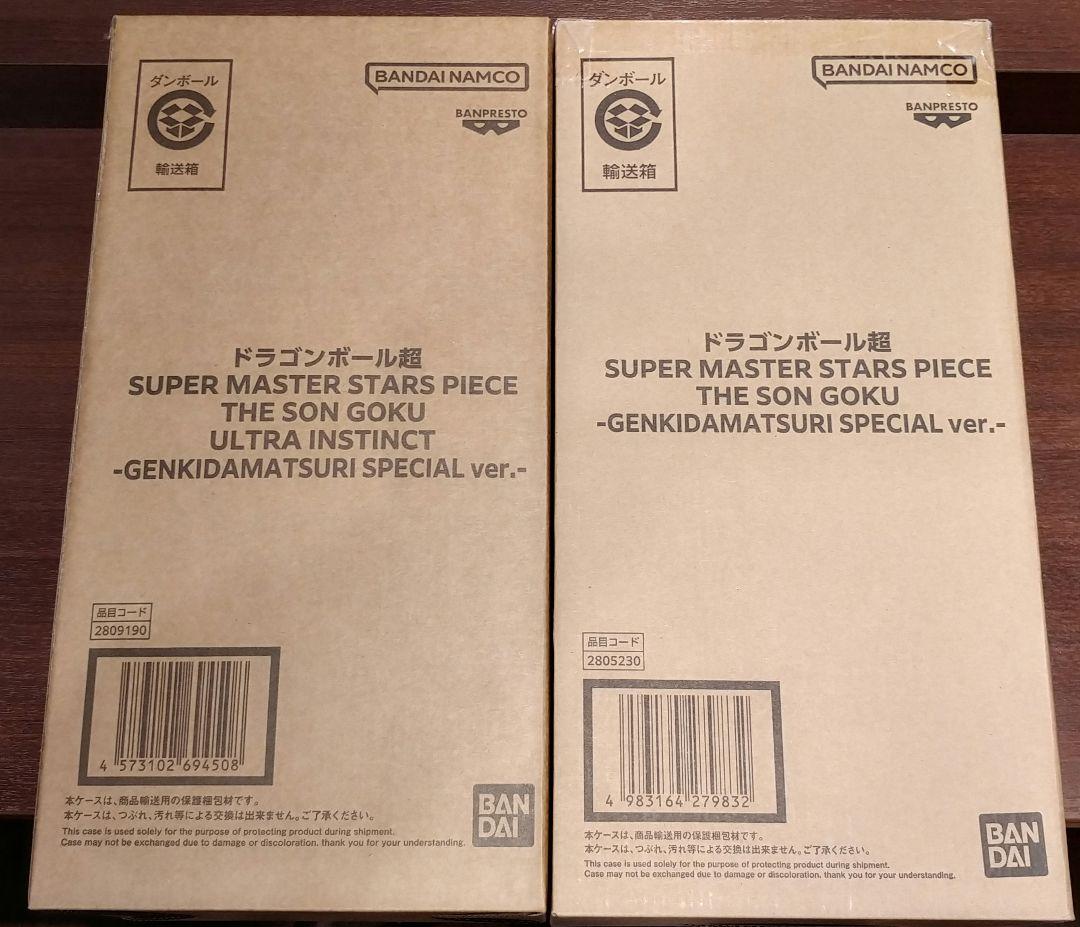 ダンボール
輸送箱
BANDAI NAMCO
BANPRESTO
ドラゴンボール超
SUPER MASTER STARS PIECE
THE SON GOKU
ULTRA INSTINCT
-GENKIDAMATSURI SPECIAL ver.-
品目コード
2809190
4 573102 694508
本ケースは、商品輸送用の保護梱包材です。
本ケースは、つぶれ、汚れ等による交換は出来ません。ご了承ください。
This case is used solely for the purpose of protecting product during shipment.
Case may not be exchanged due to damage or discoloration. thank you for your understanding.
BAN
DAI
ダンボール
輸送箱
BANDAI NAMCO
BANPRESTO
ドラゴンボール超
SUPER MASTER STARS PIECE
THE SON GOKU
-GENKIDAMATSURI SPECIAL ver.-
品目コード
2805230
4 983164 279832
本ケースは、商品輸送用の保護梱包材です。
本ケースは、つぶれ、汚れ等による交換は出来ません。ご了承ください。
This case is used solely for the purpose of protecting product during shipment.
Case may not be exchanged due to damage or discoloration. thank you for your understanding.
BAN
DAI